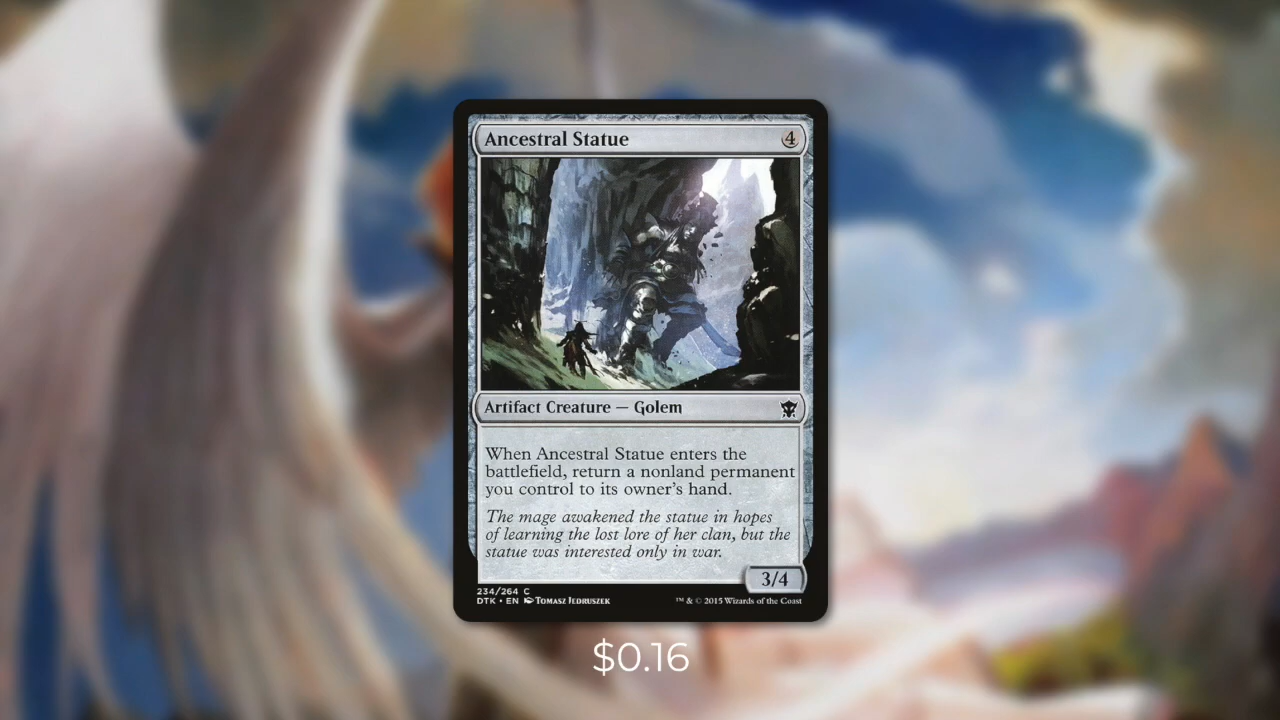 Ancestral Statue 4
Artifact Creature — Golem
When Ancestral Statue enters the
battlefield, return a nonland permanent
you control to its owner's hand.
The mage awakened the statue in hopes
of learning the lost lore of her clan, but the
statue was interested only in war.
3/4
234/264 C
DTK • EN Tomasz Jedruszek ™ & © 2015 Wizards of the Coast
$0.16